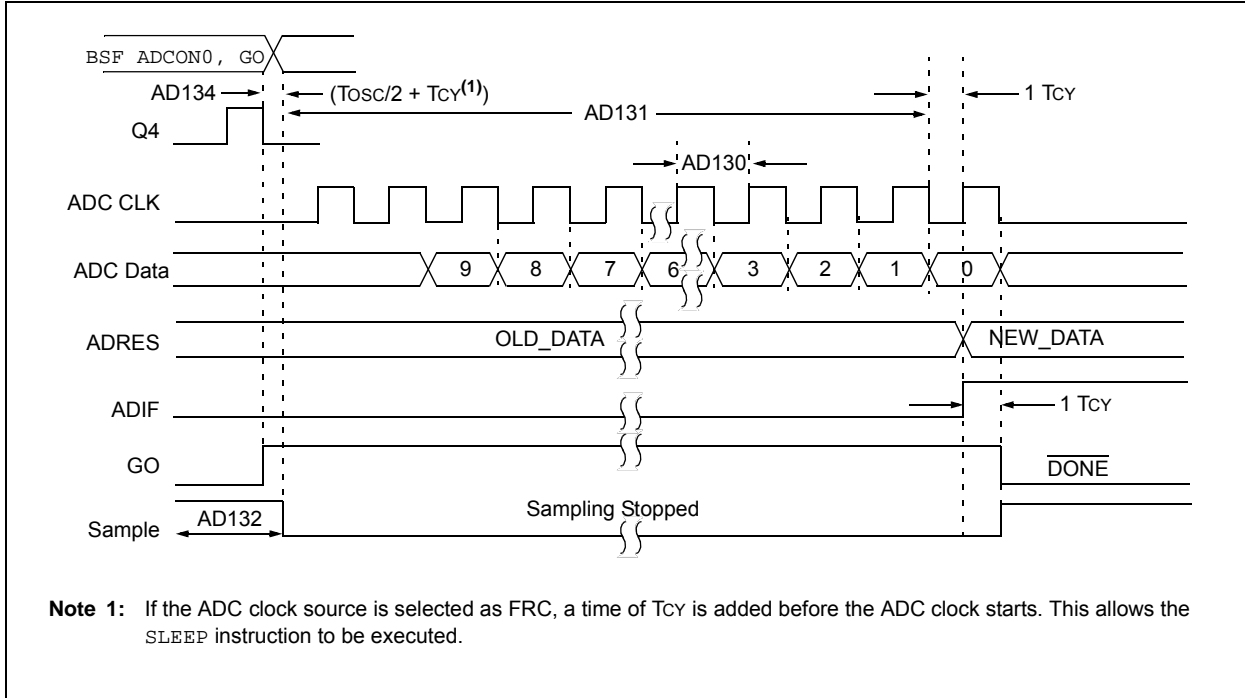 BSF ADCON0, GO
AD134
(TOSC/2 + TCY(1))
1 TCY
AD131
Q4
AD130
ADC CLK
ADC Data
9 8 7 6 3 2 1 0
ADRES
OLD_DATA
NEW_DATA
ADIF
1 TCY
GO
DONE
Sample
AD132
Sampling Stopped
Note 1: If the ADC clock source is selected as FRC, a time of TCY is added before the ADC clock starts. This allows the
SLEEP instruction to be executed.